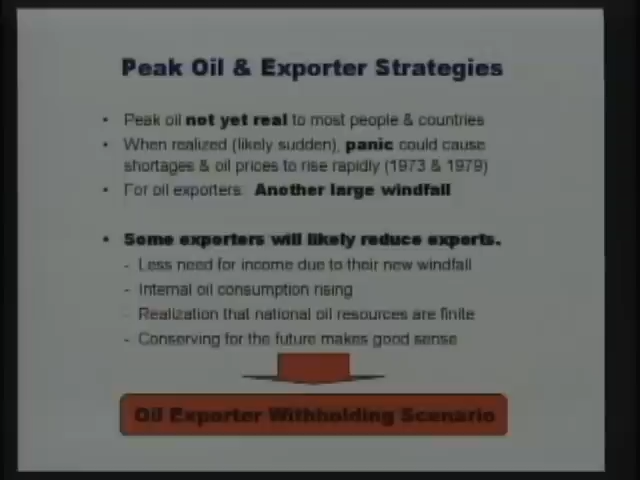 Peak Oil & Exporter Strategies
• Peak oil not yet real to most people & countries
• When realized (likely sudden), panic could cause
shortages & oil prices to rise rapidly (1973 & 1979)
• For oil exporters: Another large windfall
• Some exporters will likely reduce exports.
- Less need for income due to their new windfall
- Internal oil consumption rising
- Realization that national oil resources are finite
- Conserving for the future makes good sense
Oil Exporter Withholding Scenario